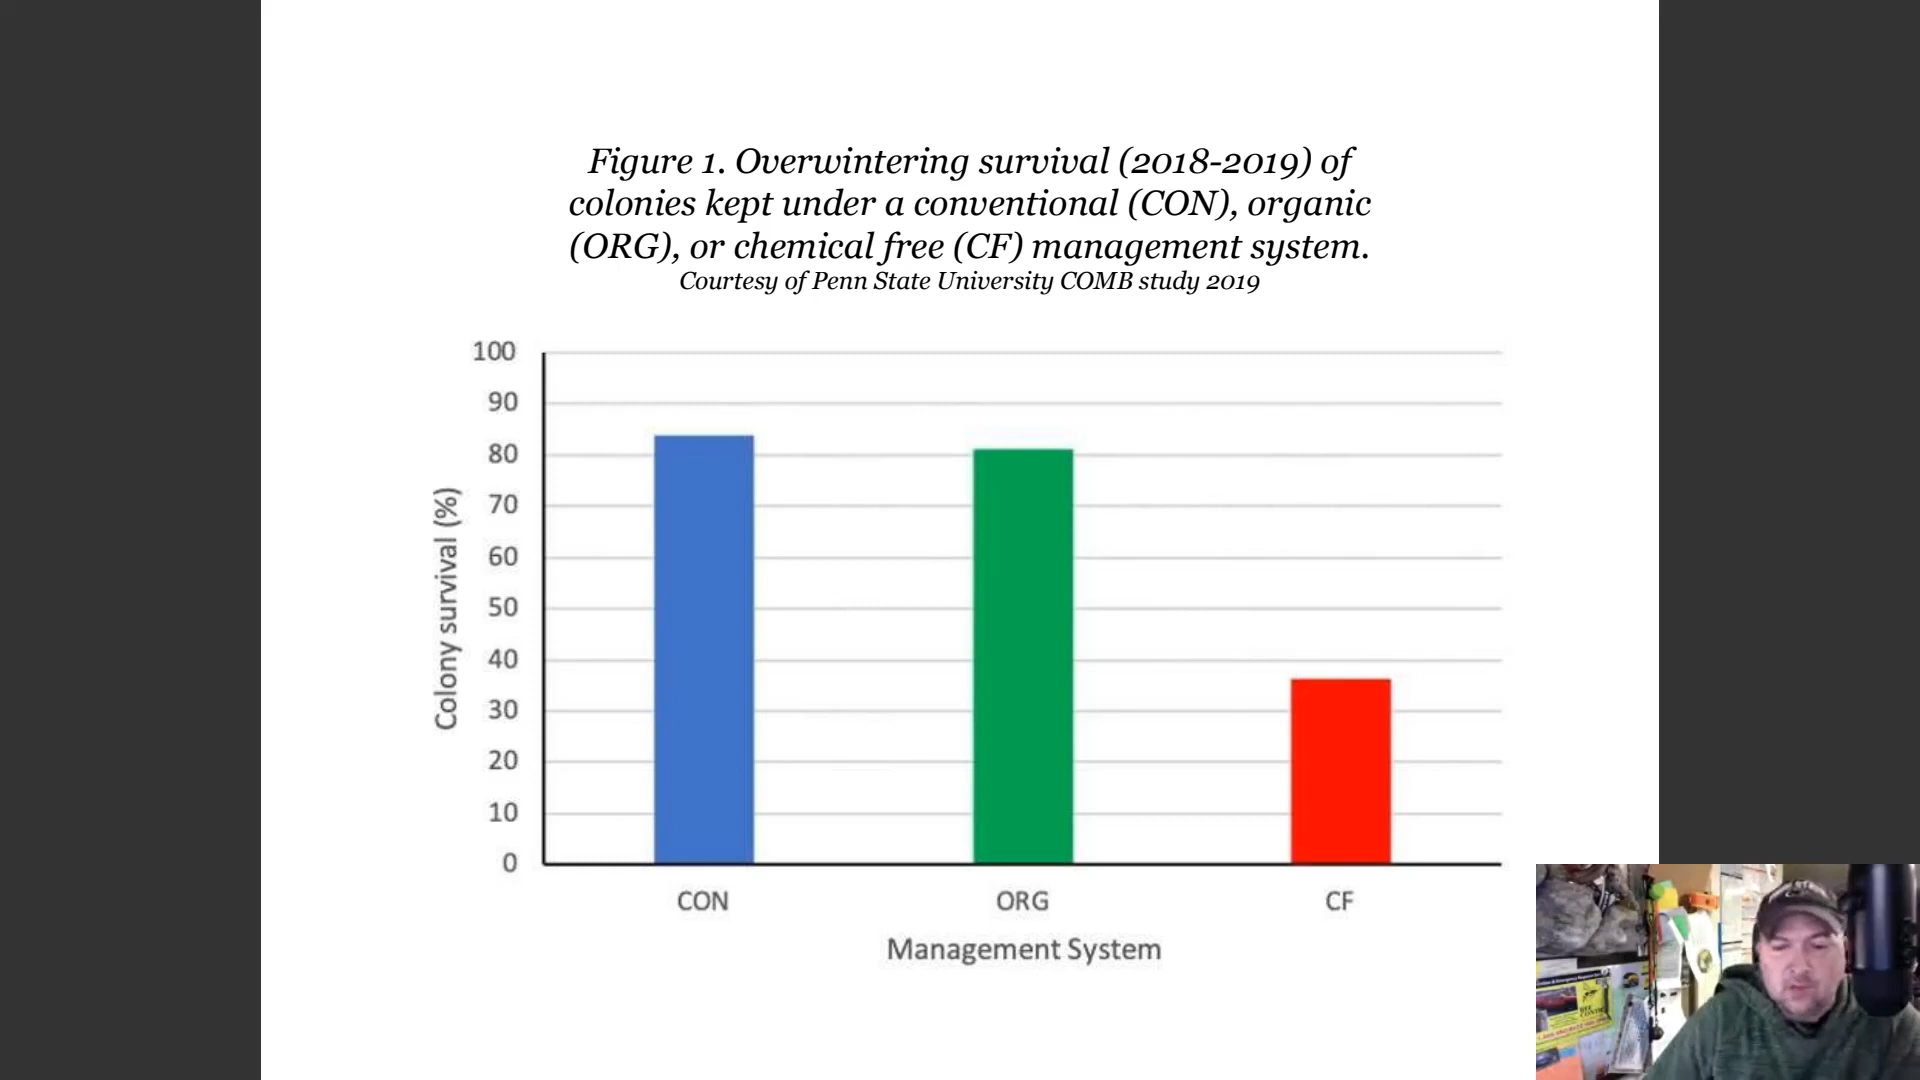 Figure 1. Overwintering survival (2018-2019) of
colonies kept under a conventional (CON), organic
(ORG), or chemical free (CF) management system.
Courtesy of Penn State University COMB study 2019
100
90
80
70
60
50
40
30
20
10
0
Colony survival (%)
CON
ORG
CF
Management System